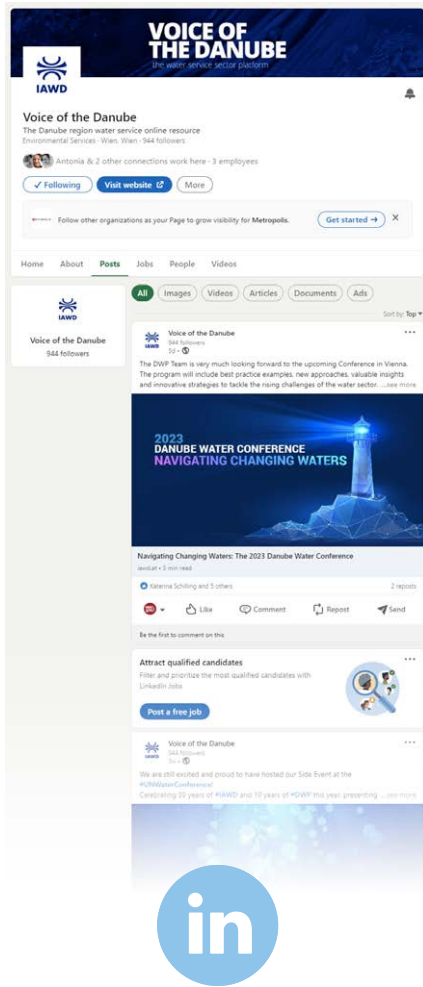 VOICE OF
THE DANUBE
the water service sector platform
IAWD
Voice of the Danube
The Danube region water service online resource
Environmental Services · Wien, Wien · 944 followers
Antonia & 2 other connections work here · 3 employees
✓ Following
Visit website
More
Follow other organizations as your Page to grow visibility for Metropolis.
Get started →
Home
About
Posts
Jobs
People
Videos
All
Images
Videos
Articles
Documents
Ads
Sort by: Top
IAWD
Voice of the Danube
944 followers
IAWD
Voice of the Danube
944 followers
5d •
The DWP Team is very much looking forward to the upcoming Conference in Vienna.
The program will include best practice examples, new approaches, valuable insights
and innovative strategies to tackle the rising challenges of the water sector. ...see more
2023
DANUBE WATER CONFERENCE
NAVIGATING CHANGING WATERS
Navigating Changing Waters: The 2023 Danube Water Conference
iawd.at • 3 min read
Katerina Schilling and 5 others
2 reposts
Like
Comment
Repost
Send
Be the first to comment on this
Attract qualified candidates
Filter and prioritize the most qualified candidates with
LinkedIn Jobs
Post a free job
IAWD
Voice of the Danube
944 followers
We are still excited and proud to have hosted our Side Event at the
#UNWaterConference!
Celebrating 30 years of #IAWD and 10 years of #DWP this year, presenting ...see more
in